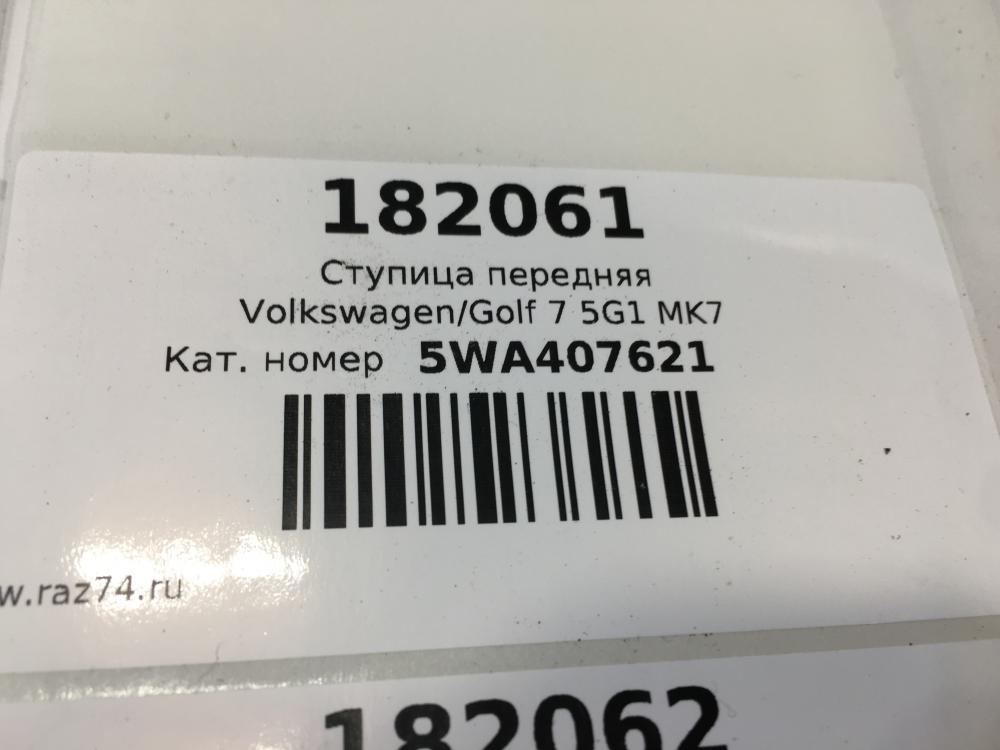 182061
Ступица передняя
Volkswagen/Golf 7 5G1 MK7
Кат. номер 5WA407621
w.raz74.ru
182062